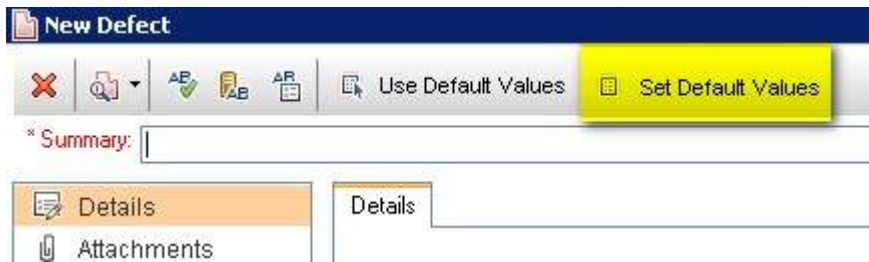 New Defect
Use Default Values Set Default Values
* Summary:
Details Details
Attachments